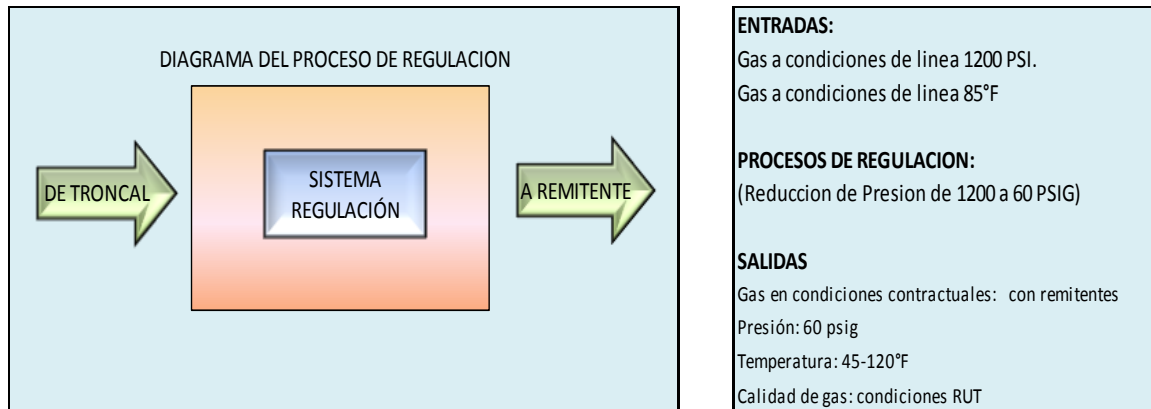 DIAGRAMA DEL PROCESO DE REGULACION
DE TRONCAL
SISTEMA
REGULACIÓN
A REMITENTE
ENTRADAS:
Gas a condiciones de linea 1200 PSI.
Gas a condiciones de linea 85°F
PROCESOS DE REGULACION:
(Reduccion de Presion de 1200 a 60 PSIG)
SALIDAS
Gas en condiciones contractuales: con remitentes
Presión: 60 psig
Temperatura: 45-120°F
Calidad de gas: condiciones RUT